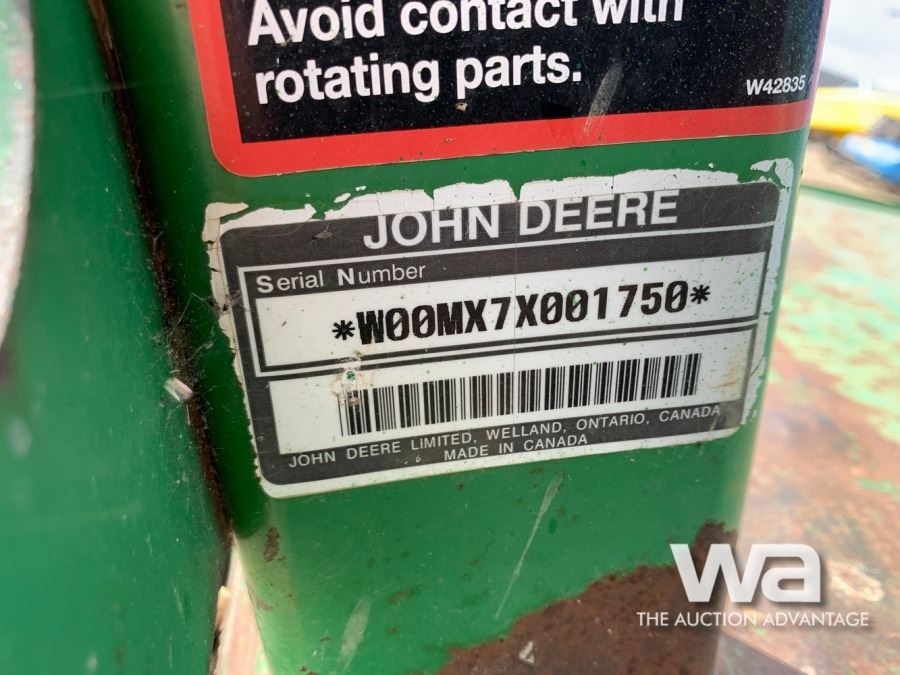 Avoid contact with
rotating parts.
W42835
JOHN DEERE
Serial Number
*W00MX7X001750*
JOHN DEERE LIMITED, WELLAND, ONTARIO, CANADA
MADE IN CANADA
wa
THE AUCTION ADVANTAGE